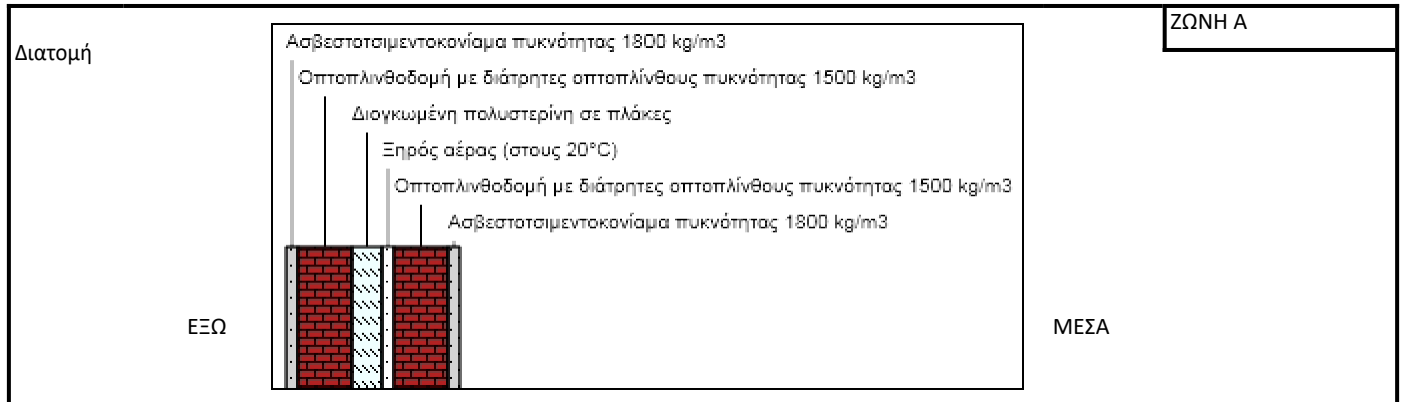 ΖΩΝΗ Α
Διατομή
Ασβεστοτσιμεντοκονίαμα πυκνότητας 1800 kg/m3
Οπτοπλινθοδομή με διάτρητες οπτοπλίνθους πυκνότητας 1500 kg/m3
Διογκωμένη πολυστερίνη σε πλάκες
Ξηρός αέρας (στους 20°C)
Οπτοπλινθοδομή με διάτρητες οπτοπλίνθους πυκνότητας 1500 kg/m3
Ασβεστοτσιμεντοκονίαμα πυκνότητας 1800 kg/m3
ΕΞΩ
ΜΕΣΑ